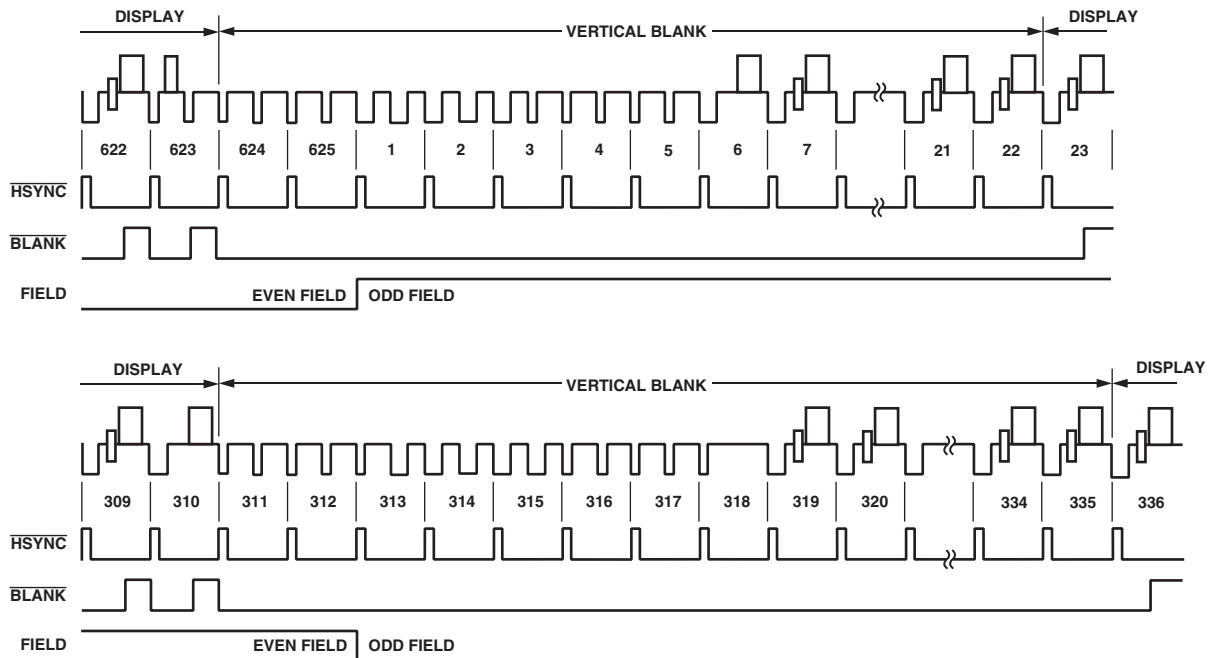 DISPLAY
VERTICAL BLANK
DISPLAY
622 623 624 625 1 2 3 4 5 6 7 21 22 23
HSYNC
BLANK
FIELD
EVEN FIELD ODD FIELD
DISPLAY
VERTICAL BLANK
DISPLAY
309 310 311 312 313 314 315 316 317 318 319 320 334 335 336
HSYNC
BLANK
FIELD
EVEN FIELD ODD FIELD